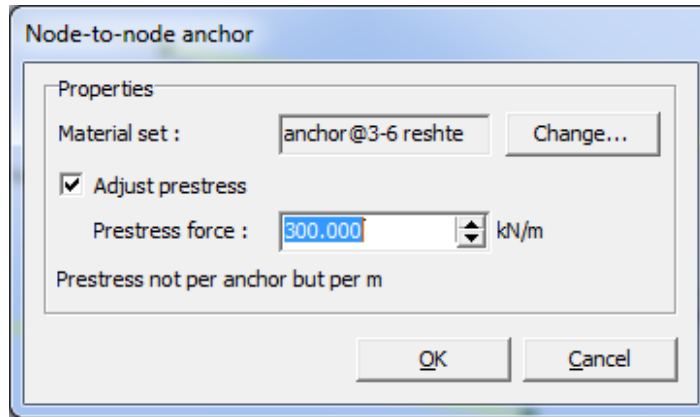 Node-to-node anchor
Properties
Material set : anchor@3-6 reshte Change...
Adjust prestress
Prestress force : 300.000 kN/m
Prestress not per anchor but per m
OK Cancel